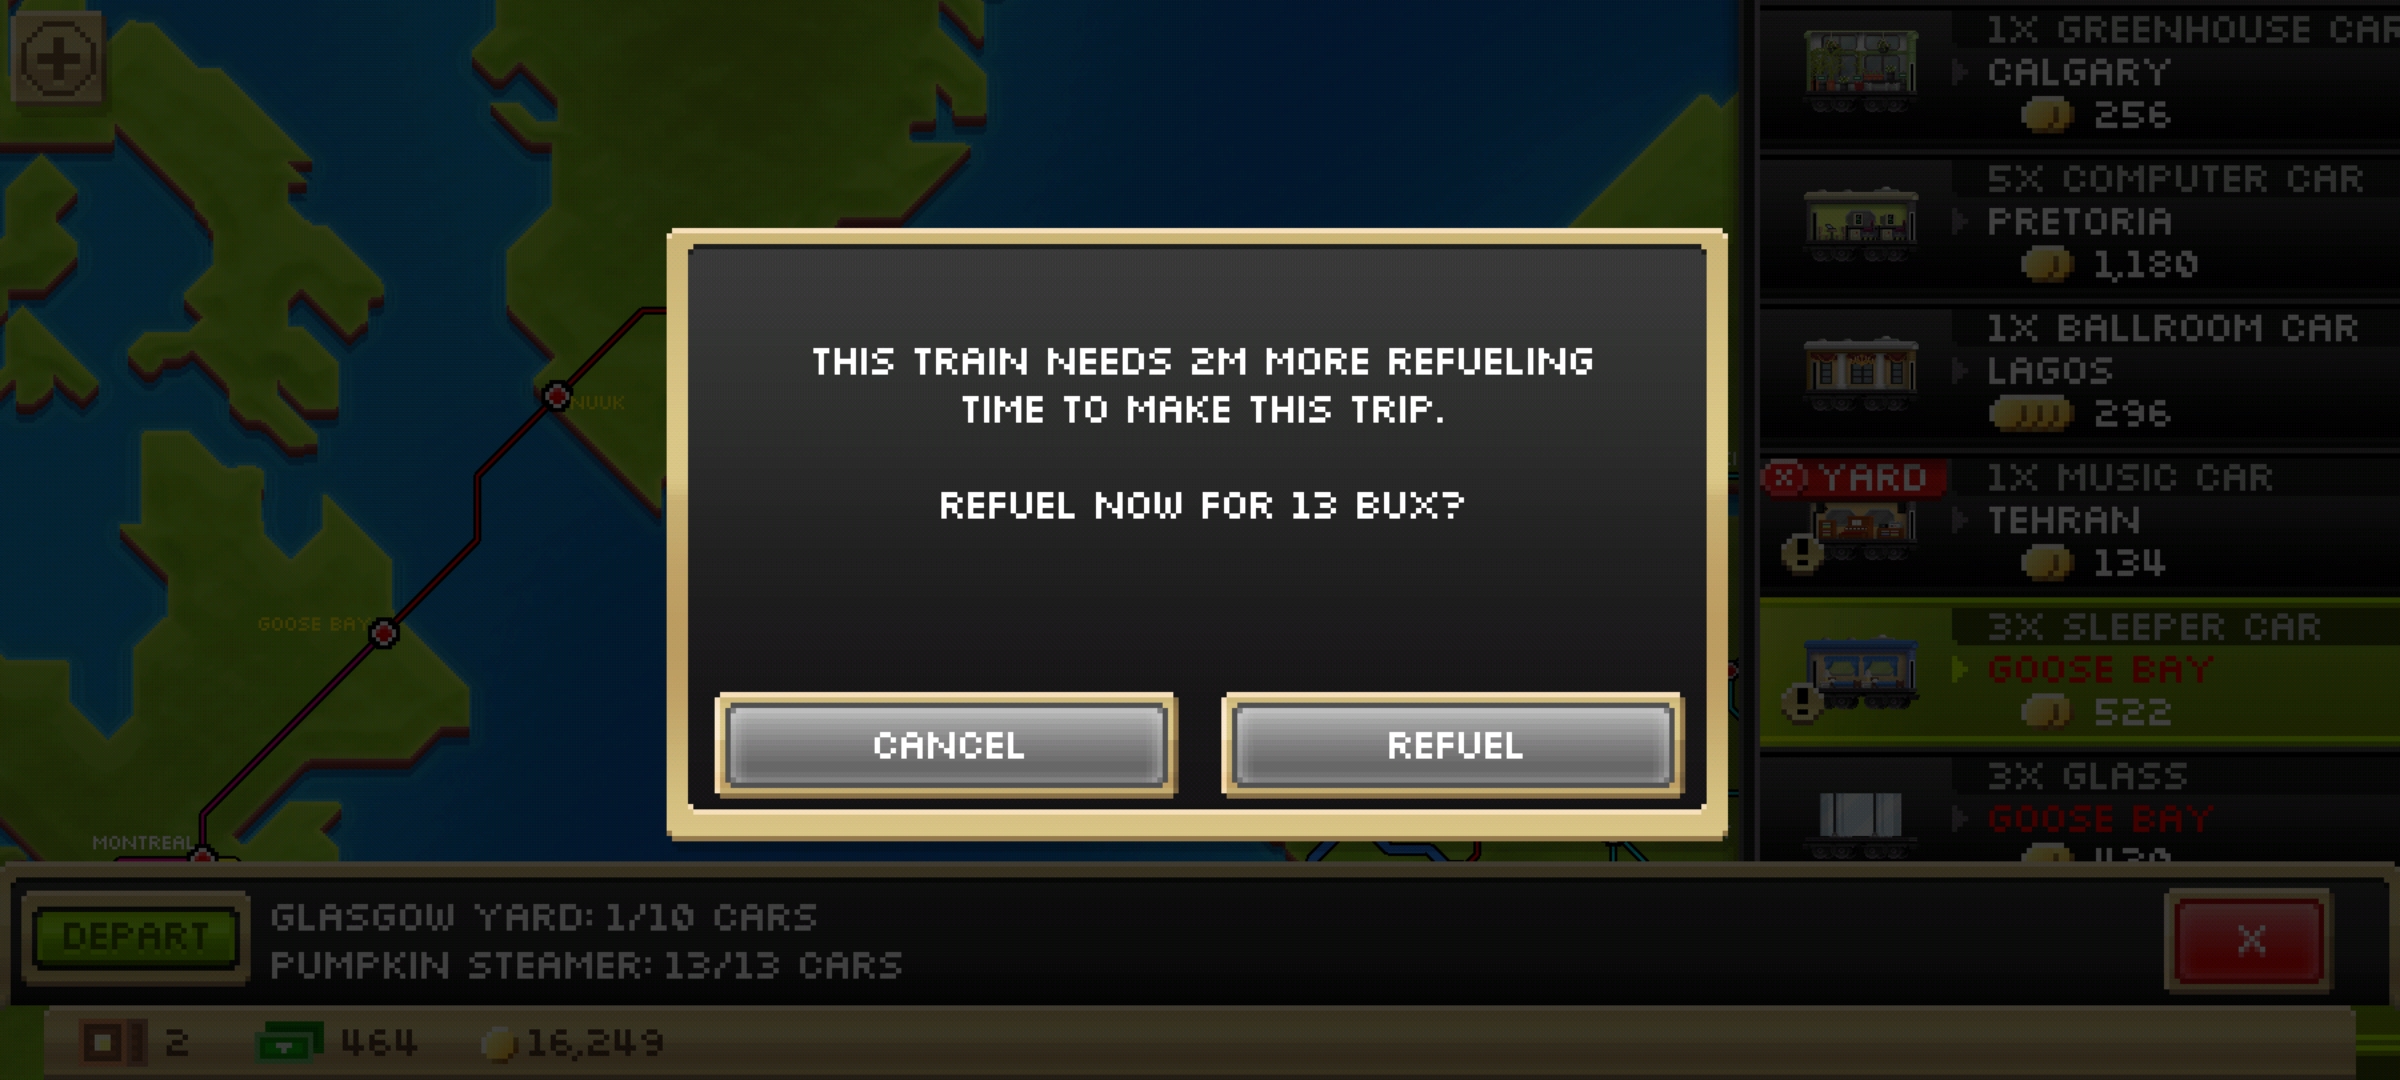 1X GREENHOUSE CAR
CALGARY
256
5X COMPUTER CAR
PRETORIA
1,180
1X BALLROOM CAR
LAGOS
296
YARD
1X MUSIC CAR
TEHRAN
134
3X SLEEPER CAR
GOOSE BAY
522
3X GLASS
GOOSE BAY
430
NUUK
GOOSE BAY
MONTREAL
THIS TRAIN NEEDS 2M MORE REFUELING
TIME TO MAKE THIS TRIP.
REFUEL NOW FOR 13 BUX?
CANCEL
REFUEL
DEPART
GLASGOW YARD: 1/10 CARS
PUMPKIN STEAMER: 13/13 CARS
X
2
464
16,249